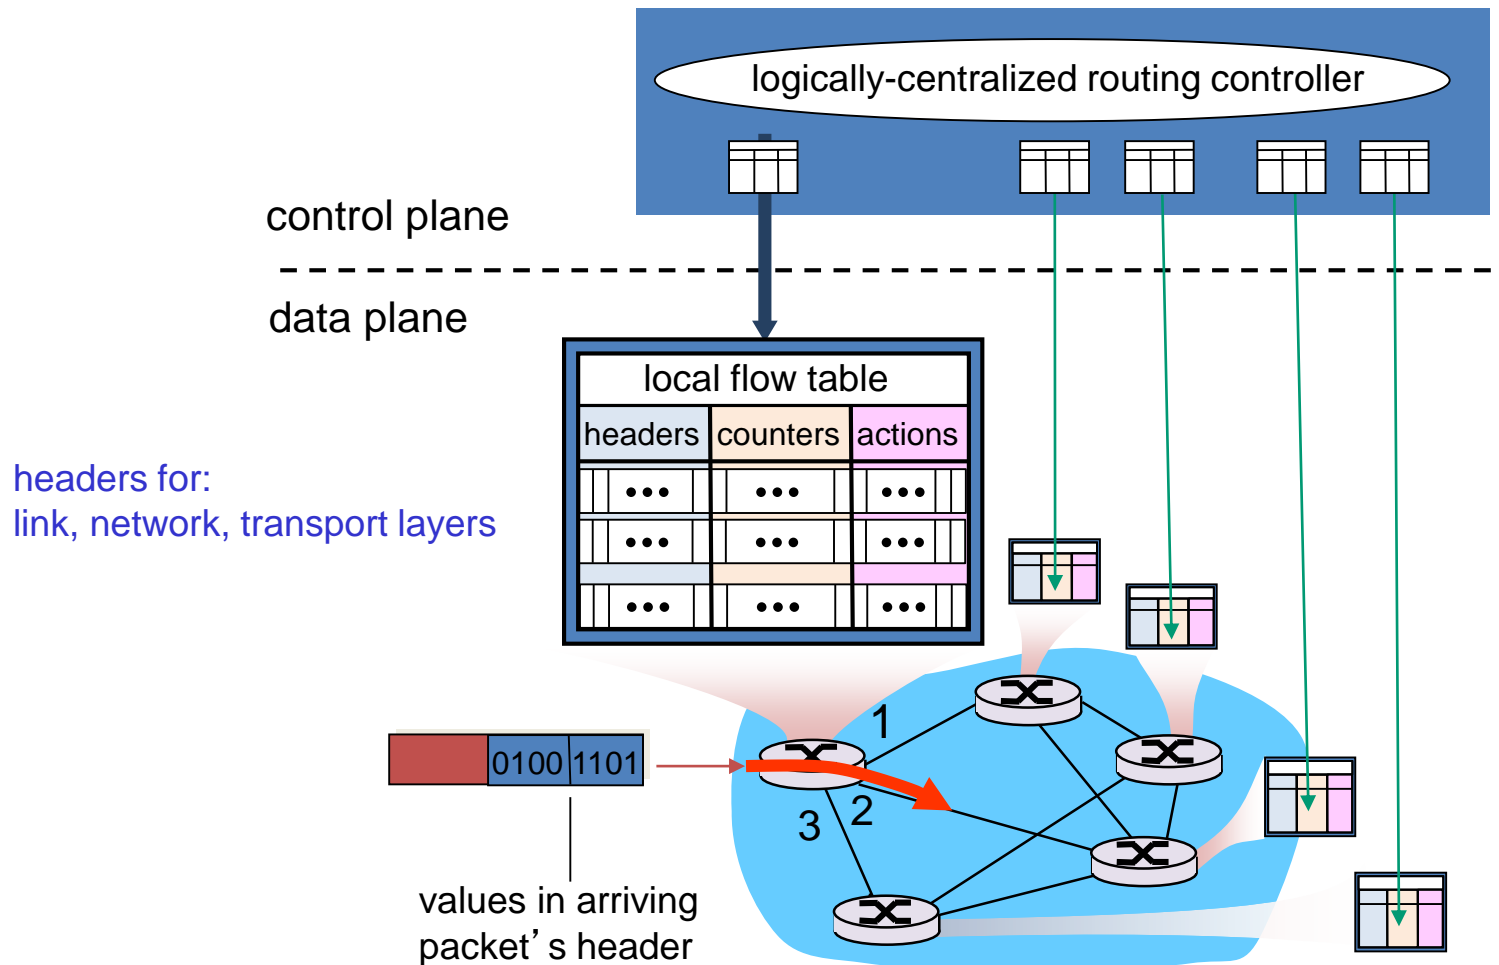 logically-centralized routing controller
control plane
data plane
local flow table
headers counters actions
headers for:
link, network, transport layers
1
0100 1101
2
3
values in arriving
packet’s header